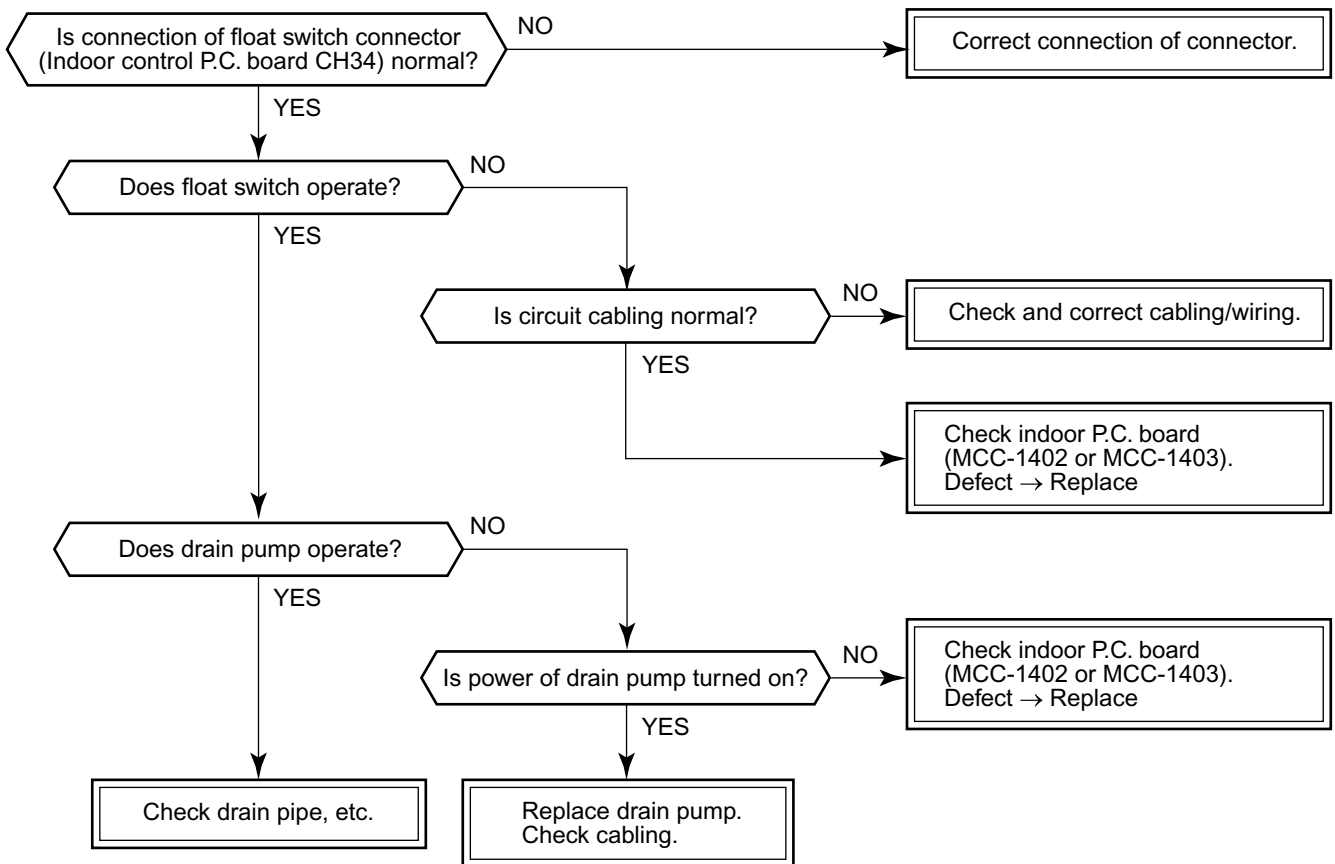 Is connection of float switch connector
(Indoor control P.C. board CH34) normal?
NO
Correct connection of connector.
YES
Does float switch operate?
NO
YES
Is circuit cabling normal?
NO
Check and correct cabling/wiring.
YES
Check indoor P.C. board
(MCC-1402 or MCC-1403).
Defect → Replace
Does drain pump operate?
NO
YES
Is power of drain pump turned on?
NO
Check indoor P.C. board
(MCC-1402 or MCC-1403).
Defect → Replace
YES
Check drain pipe, etc.
Replace drain pump.
Check cabling.